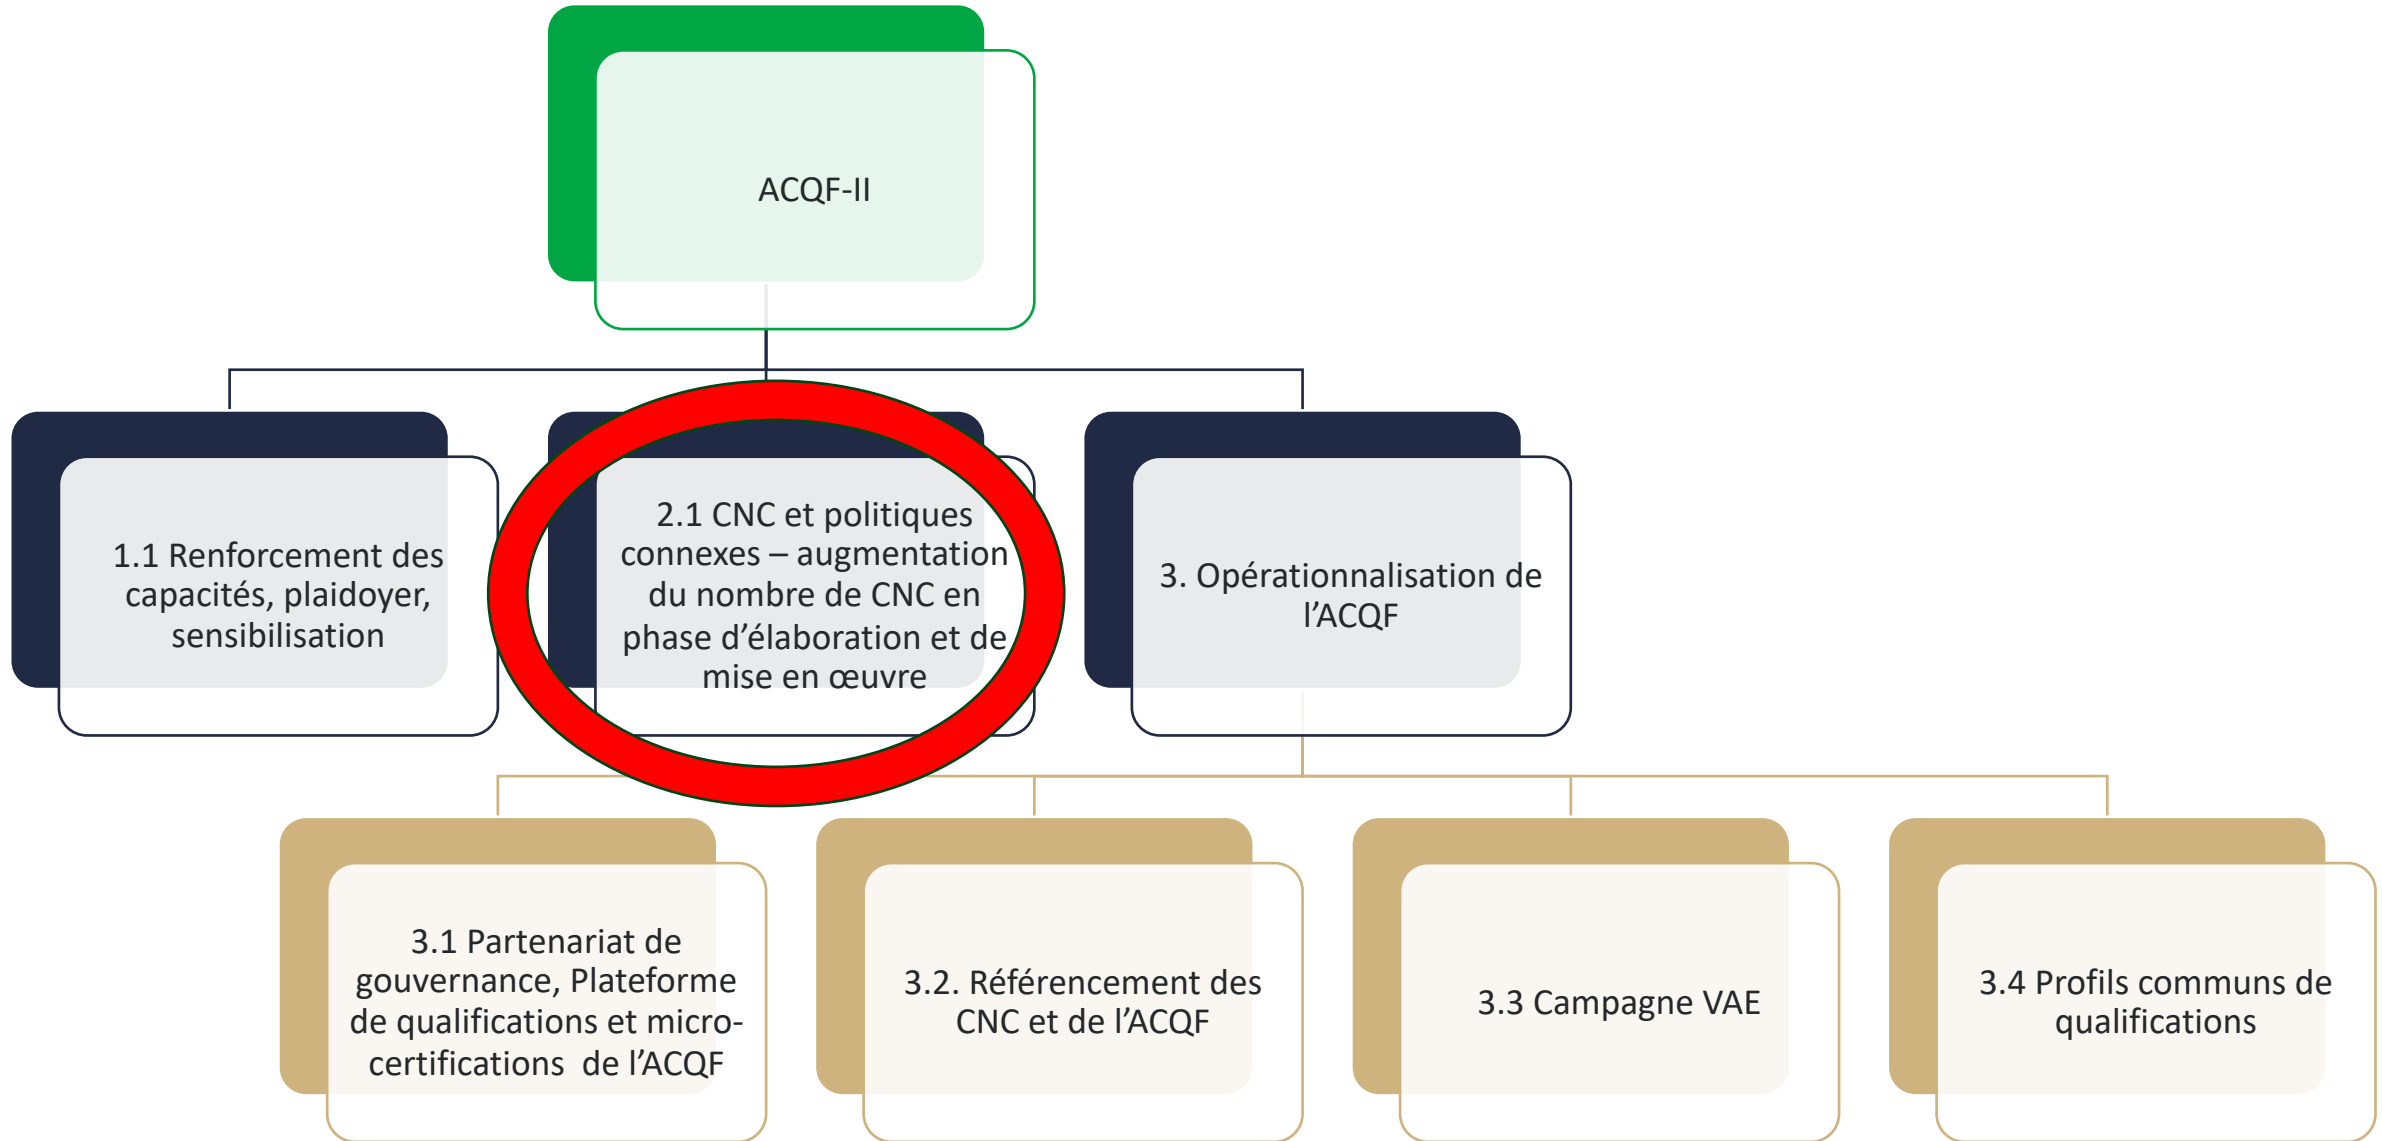 ACQF-II
1.1 Renforcement des
capacités, plaidoyer,
sensibilisation
2.1 CNC et politiques
connexes – augmentation
du nombre de CNC en
phase d’élaboration et de
mise en œuvre
3. Opérationnalisation de
l’ACQF
3.1 Partenariat de
gouvernance, Plateforme
de qualifications et micro-
certifications  de l’ACQF
3.2. Référencement des
CNC et de l’ACQF
3.3 Campagne VAE
3.4 Profils communs de
qualifications